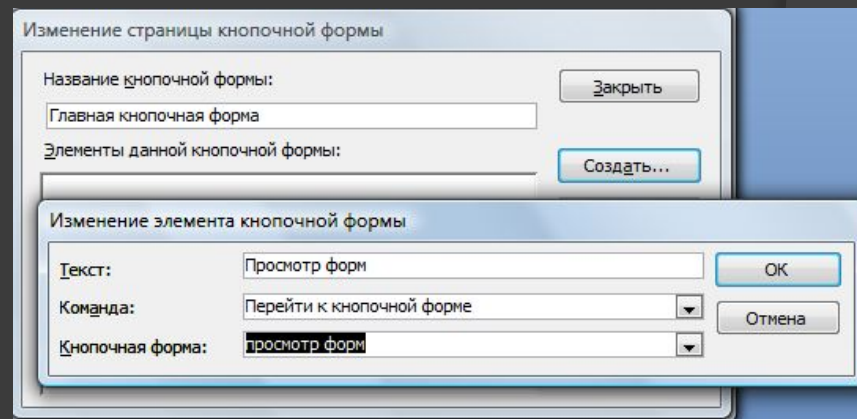 Изменение страницы кнопочной формы
Название кнопочной формы:
Закрыть
Главная кнопочная форма
Элементы данной кнопочной формы:
Создать...
Изменение элемента кнопочной формы
Текст:
Просмотр форм
ОК
Команда:
Перейти к кнопочной форме
Отмена
Кнопочная форма:
просмотр форм